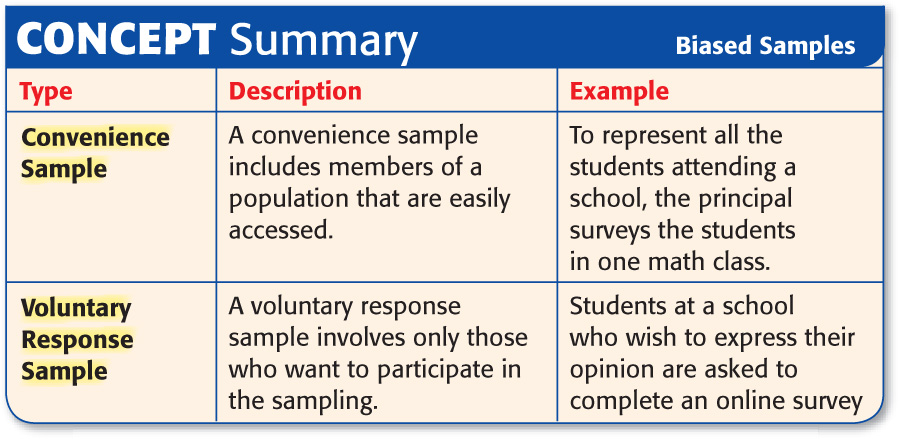 CONCEPT Summary
Biased Samples
Type
Description
Example
Convenience
Sample
A convenience sample
includes members of a
population that are easily
accessed.
To represent all the
students attending a
school, the principal
surveys the students
in one math class.
Voluntary
Response
Sample
A voluntary response
sample involves only those
who want to participate in
the sampling.
Students at a school
who wish to express their
opinion are asked to
complete an online survey